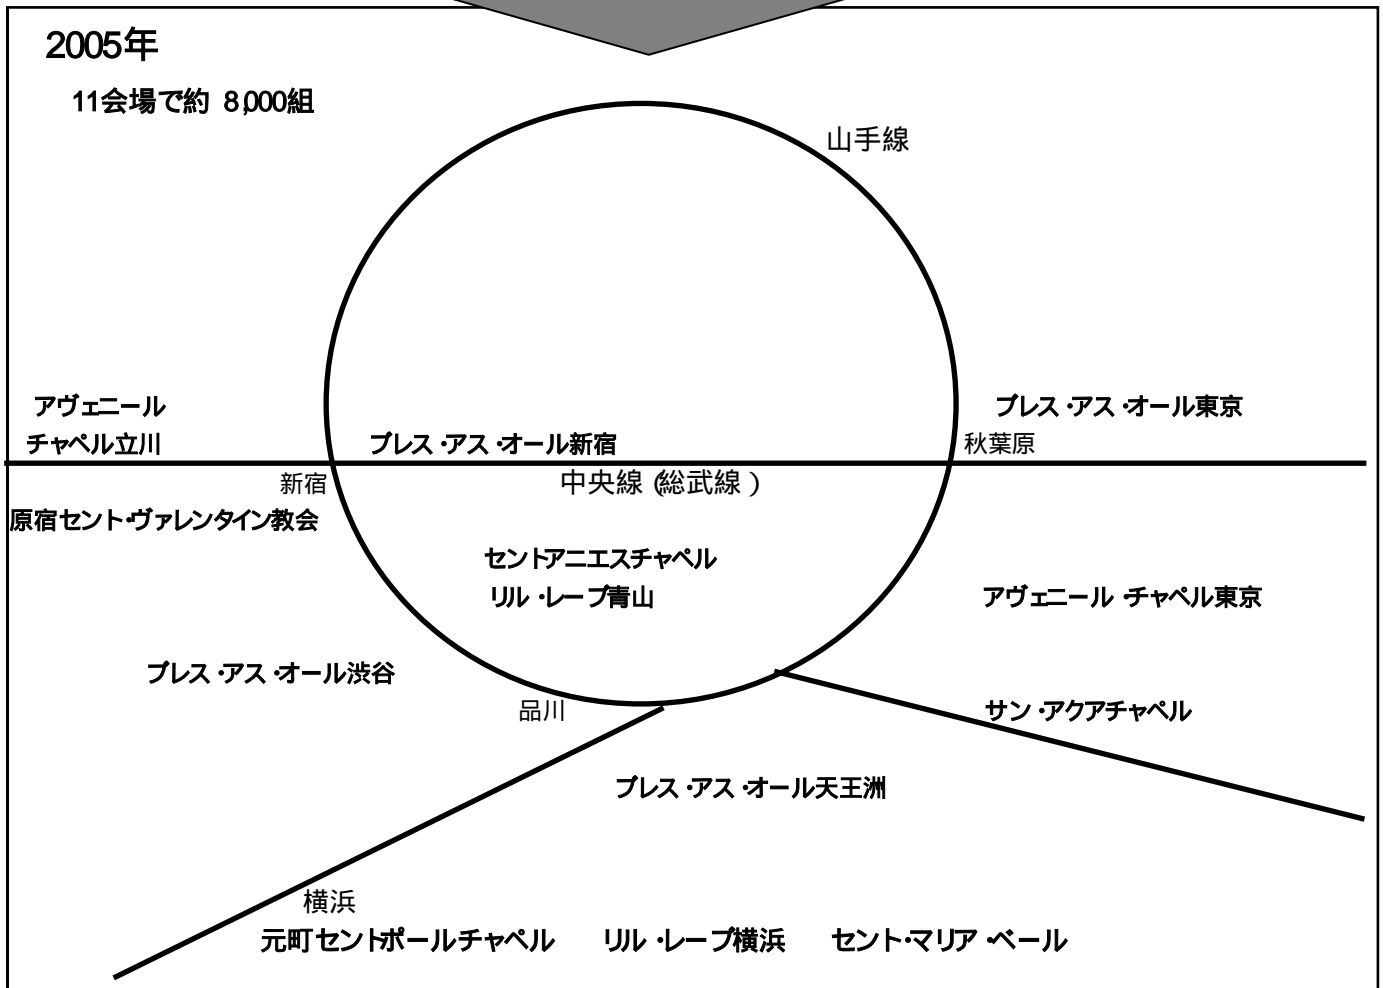 2005年
11会場で約 8,000組
山手線
アヴェニール
チャペル立川
ブレス・アス・オール新宿
ブレス・アス・オール東京
秋葉原
新宿
中央線（総武線）
原宿セント・ヴァレンタイン教会
セントアニエスチャペル
リル・レーブ青山
アヴェニール・チャペル東京
ブレス・アス・オール渋谷
品川
サン・アクアチャペル
ブレス・アス・オール天王洲
横浜
元町セントポールチャペル リル・レーブ横浜 セント・マリア・ベール